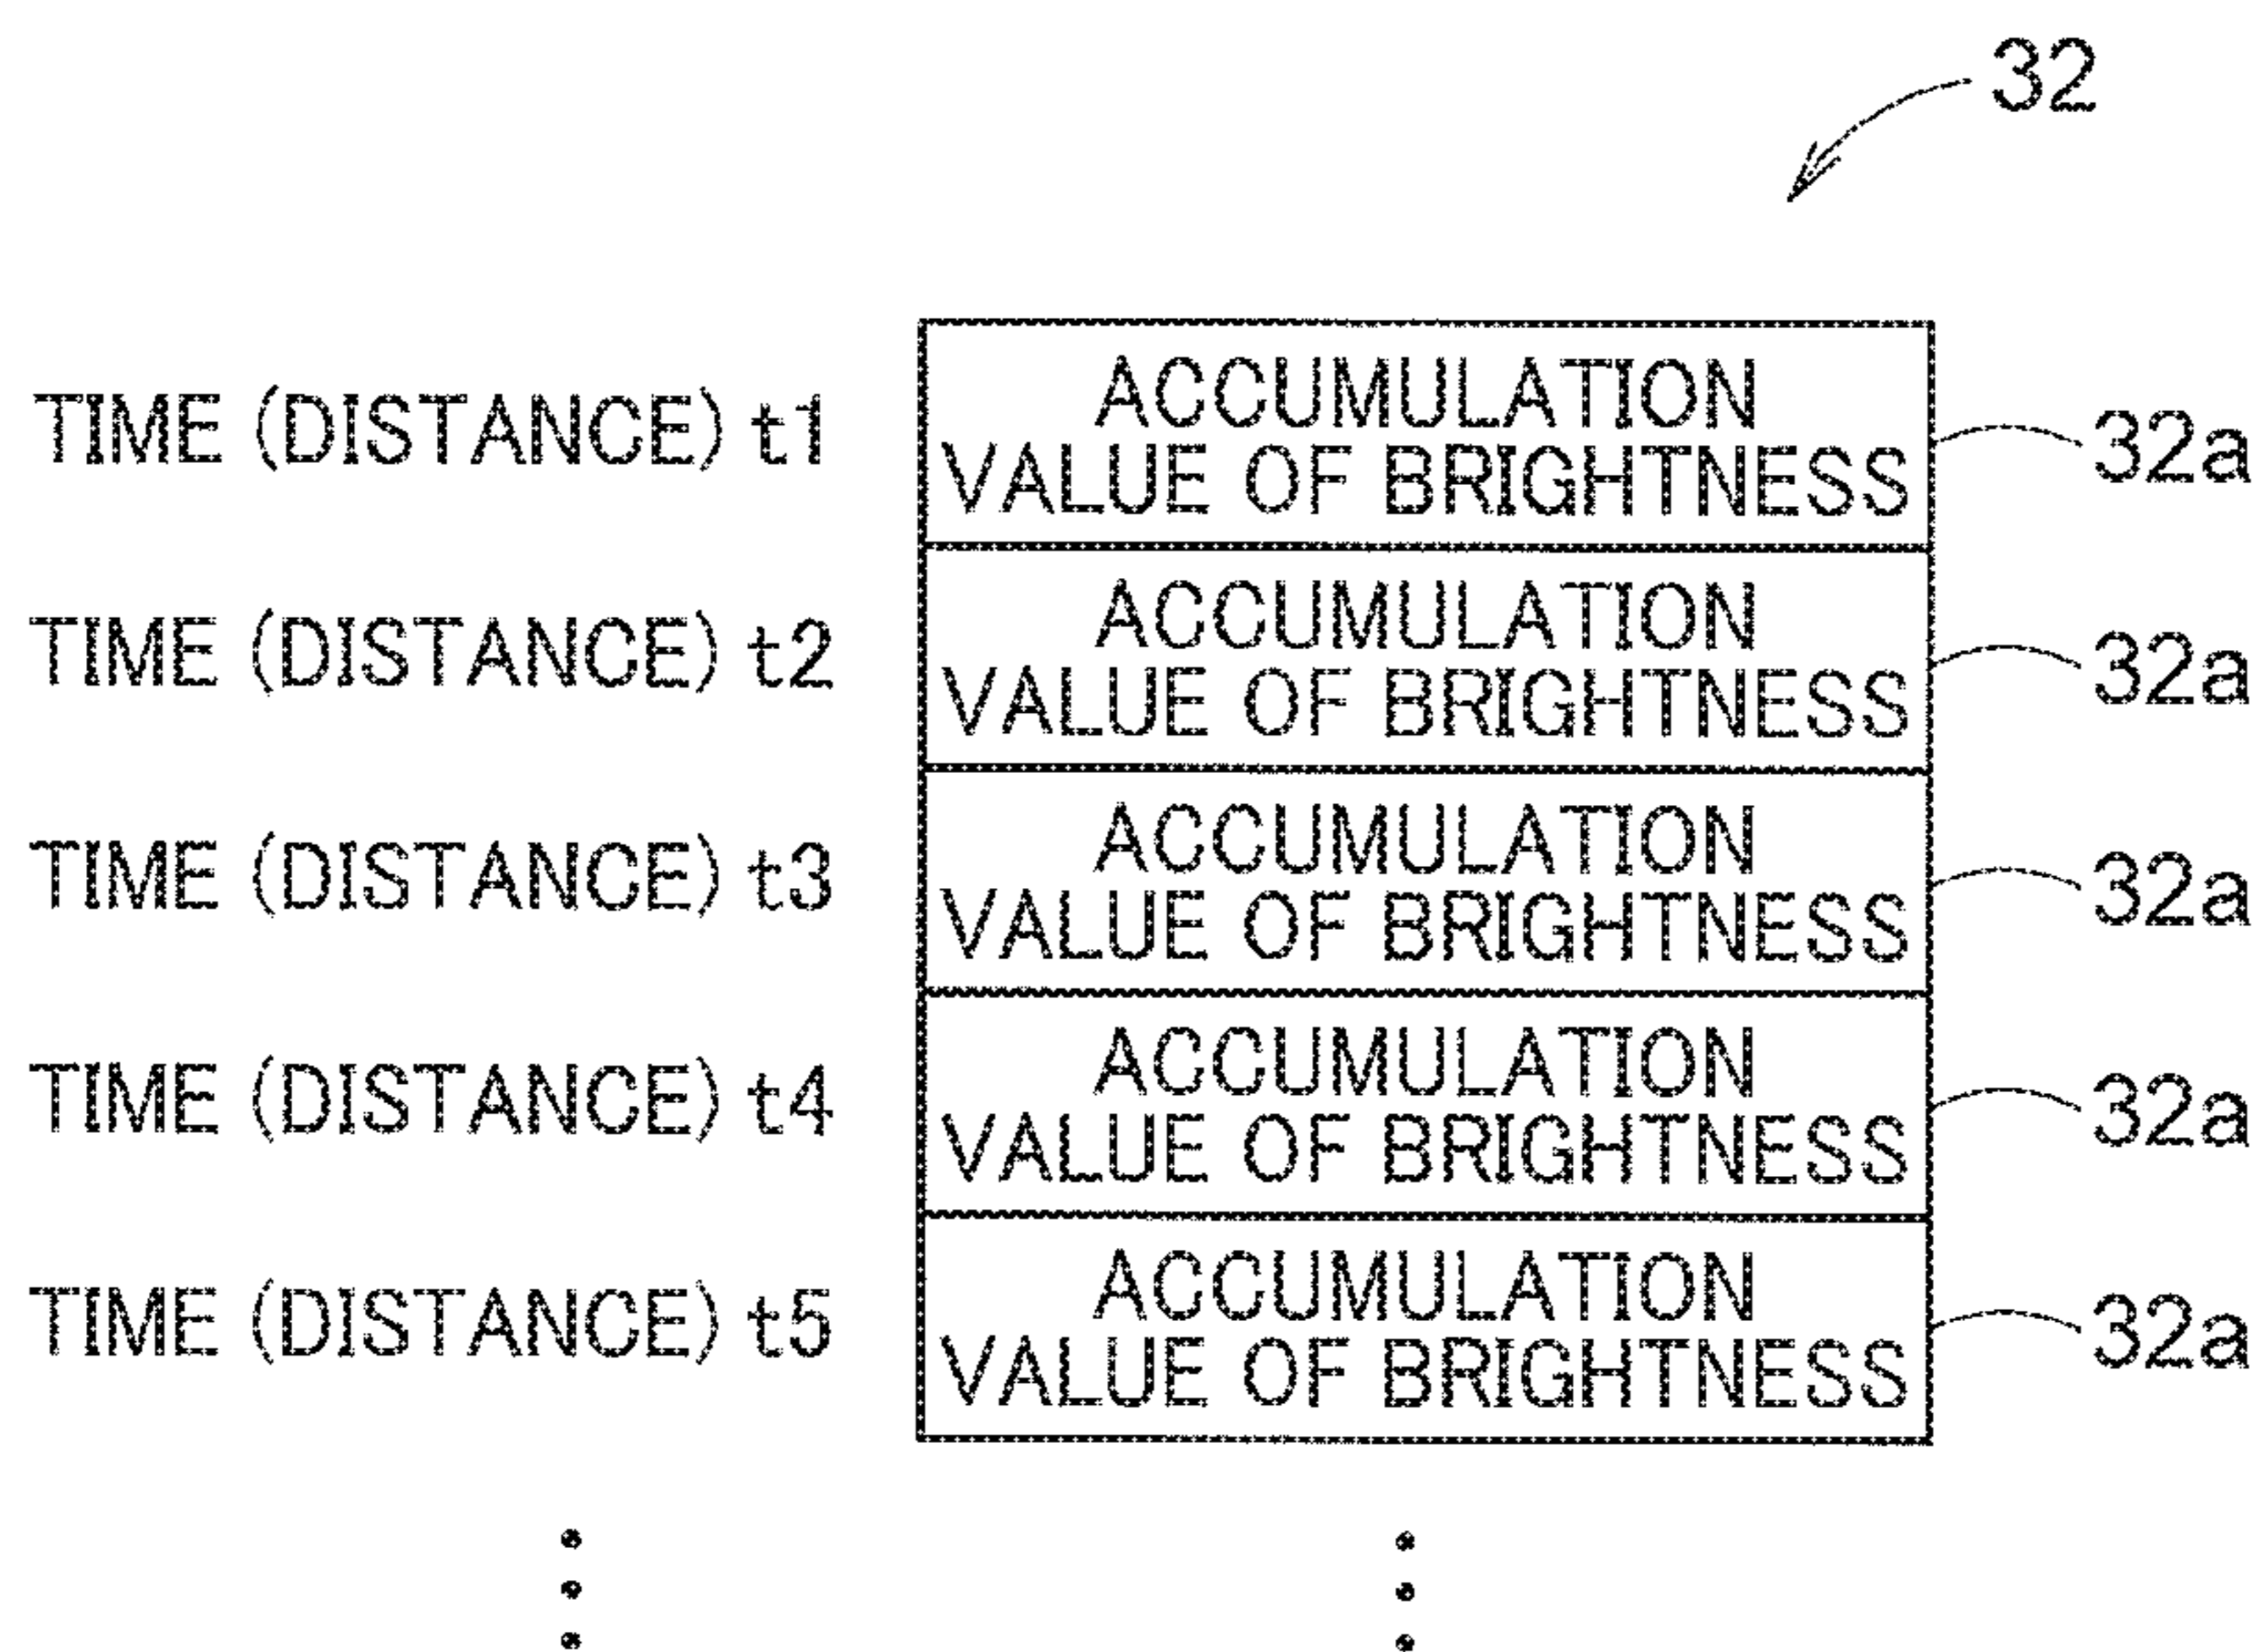 32
TIME (DISTANCE) t1
ACCUMULATION
VALUE OF BRIGHTNESS
32a
TIME (DISTANCE) t2
ACCUMULATION
VALUE OF BRIGHTNESS
32a
TIME (DISTANCE) t3
ACCUMULATION
VALUE OF BRIGHTNESS
32a
TIME (DISTANCE) t4
ACCUMULATION
VALUE OF BRIGHTNESS
32a
TIME (DISTANCE) t5
ACCUMULATION
VALUE OF BRIGHTNESS
32a